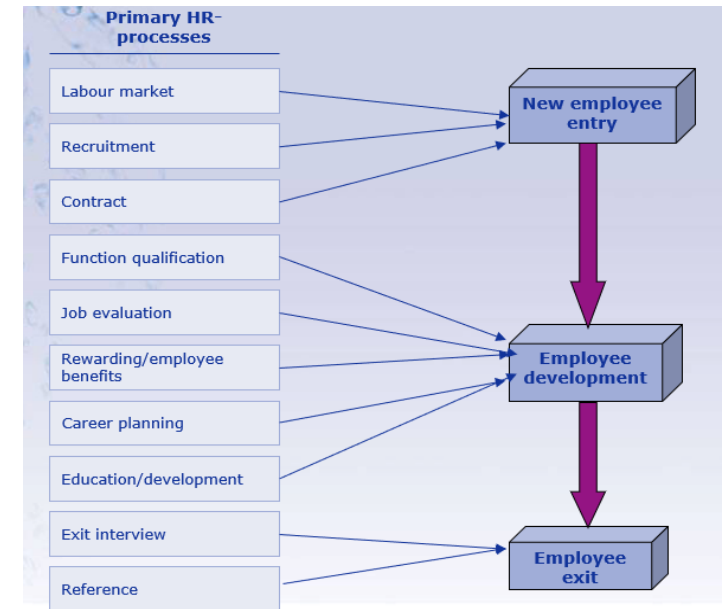 Primary HR-
processes
Labour market
Recruitment
Contract
Function qualification
Job evaluation
Rewarding/employee
benefits
Career planning
Education/development
Exit interview
Reference
New employee
entry
Employee
development
Employee
exit